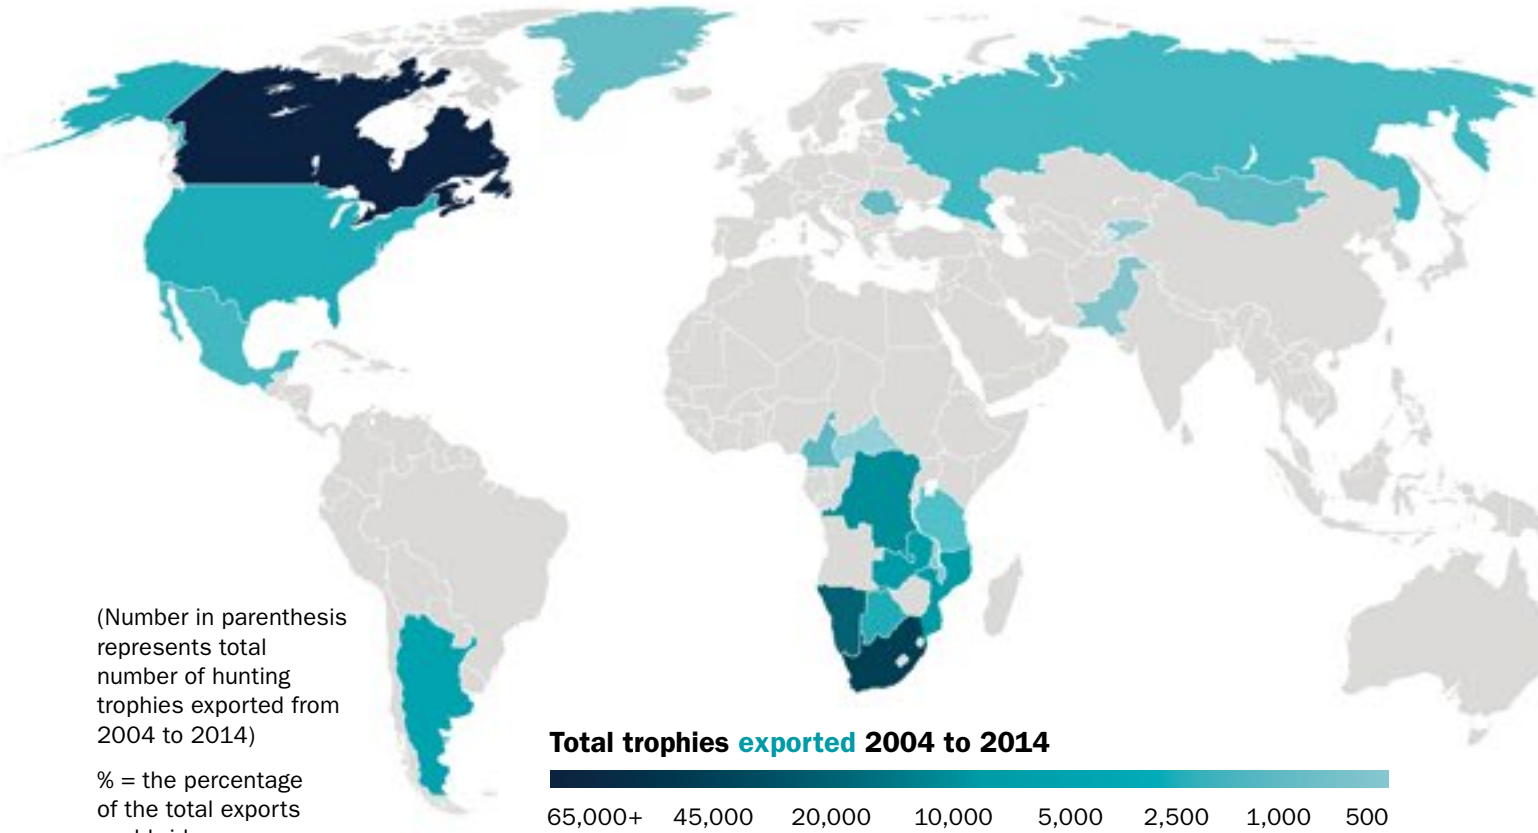 (Number in parenthesis
represents total
number of hunting
trophies exported from
2004 to 2014)
% = the percentage
of the total exports
Total trophies exported 2004 to 2014
65,000+ 45,000 20,000 10,000 5,000 2,500 1,000 500